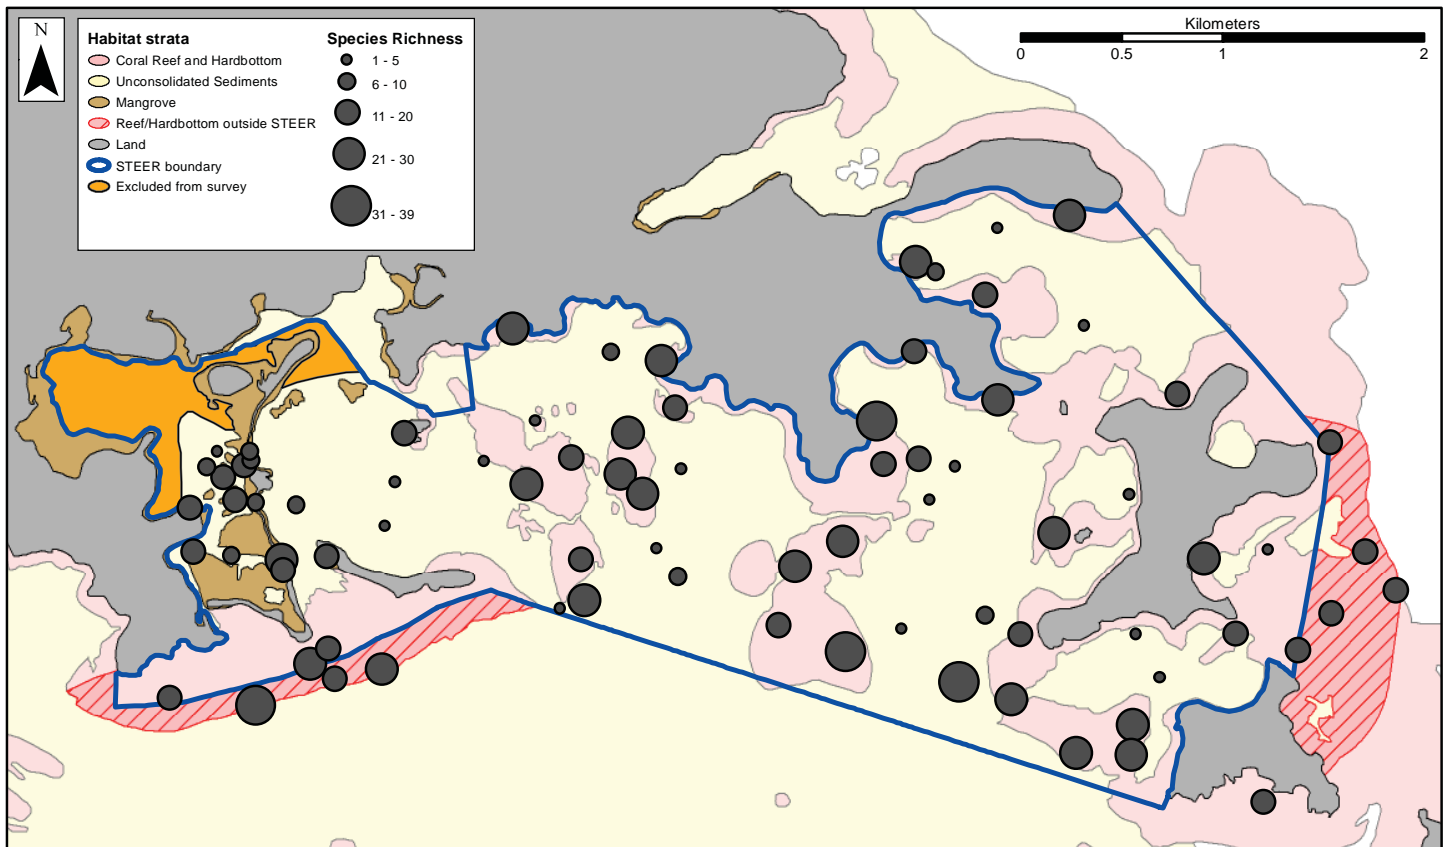 N
Habitat strata
Coral Reef and Hardbottom
Unconsolidated Sediments
Mangrove
Reef/Hardbottom outside STEER
Land
STEER boundary
Excluded from survey
Species Richness
1 - 5
6 - 10
11 - 20
21 - 30
31 - 39
Kilometers
0 0.5 1 2